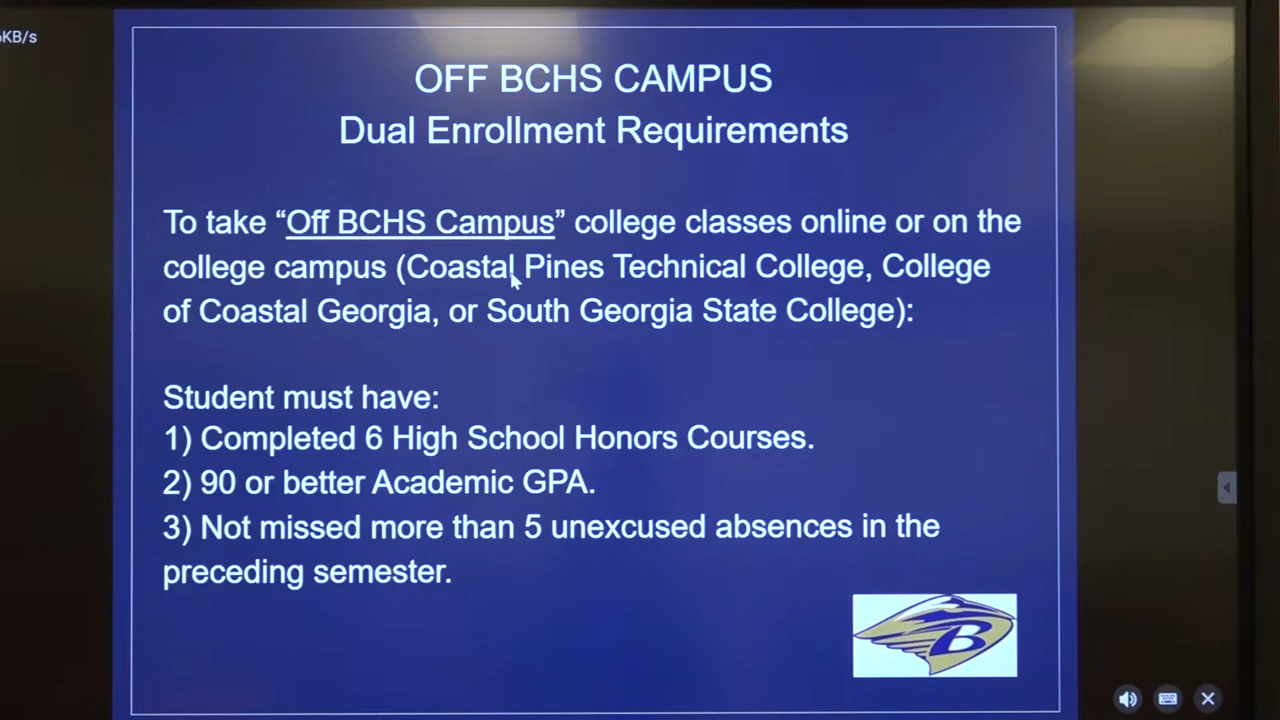 KB/s
OFF BCHS CAMPUS
Dual Enrollment Requirements
To take “Off BCHS Campus” college classes online or on the
college campus (Coastal Pines Technical College, College
of Coastal Georgia, or South Georgia State College):
Student must have:
1) Completed 6 High School Honors Courses.
2) 90 or better Academic GPA.
3) Not missed more than 5 unexcused absences in the
preceding semester.
B